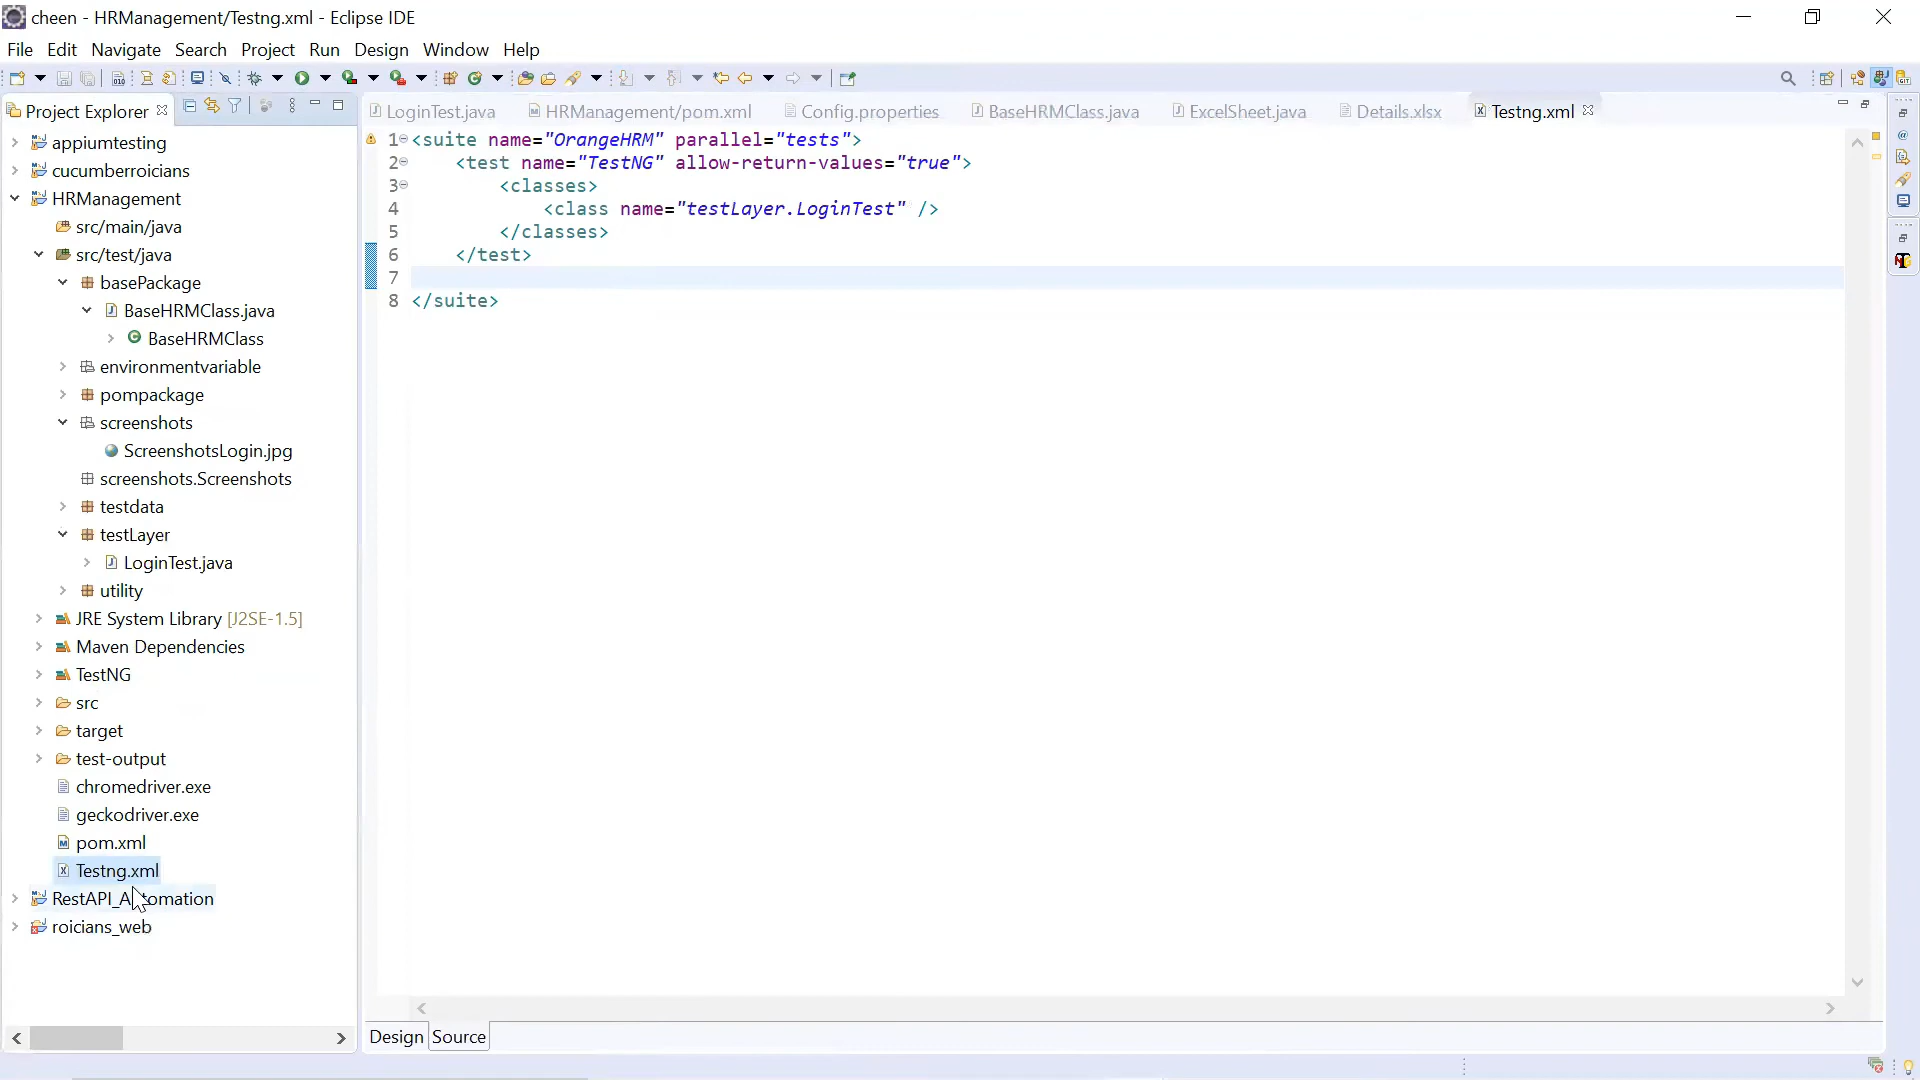 cheen - HRManagement/Testng.xml - Eclipse IDE
File Edit Navigate Search Project Run Design Window Help
Project Explorer
LoginTest.java HRManagement/pom.xml Config.properties BaseHRMClass.java ExcelSheet.java Details.xlsx Testng.xml
appiumtesting
cucumberroicians
HRManagement
src/main/java
src/test/java
basePackage
BaseHRMClass.java
BaseHRMClass
environmentvariable
pompackage
screenshots
ScreenshotsLogin.jpg
screenshots.Screenshots
testdata
testLayer
LoginTest.java
utility
JRE System Library [J2SE-1.5]
Maven Dependencies
TestNG
src
target
test-output
chromedriver.exe
geckodriver.exe
pom.xml
Testng.xml
roicians_web
1 <suite name="OrangeHRM" parallel="tests">
2 <test name="TestNG" allow-return-values="true">
3 <classes>
4 <class name="testLayer.LoginTest" />
5 </classes>
6 </test>
7
8 </suite>
Design Source